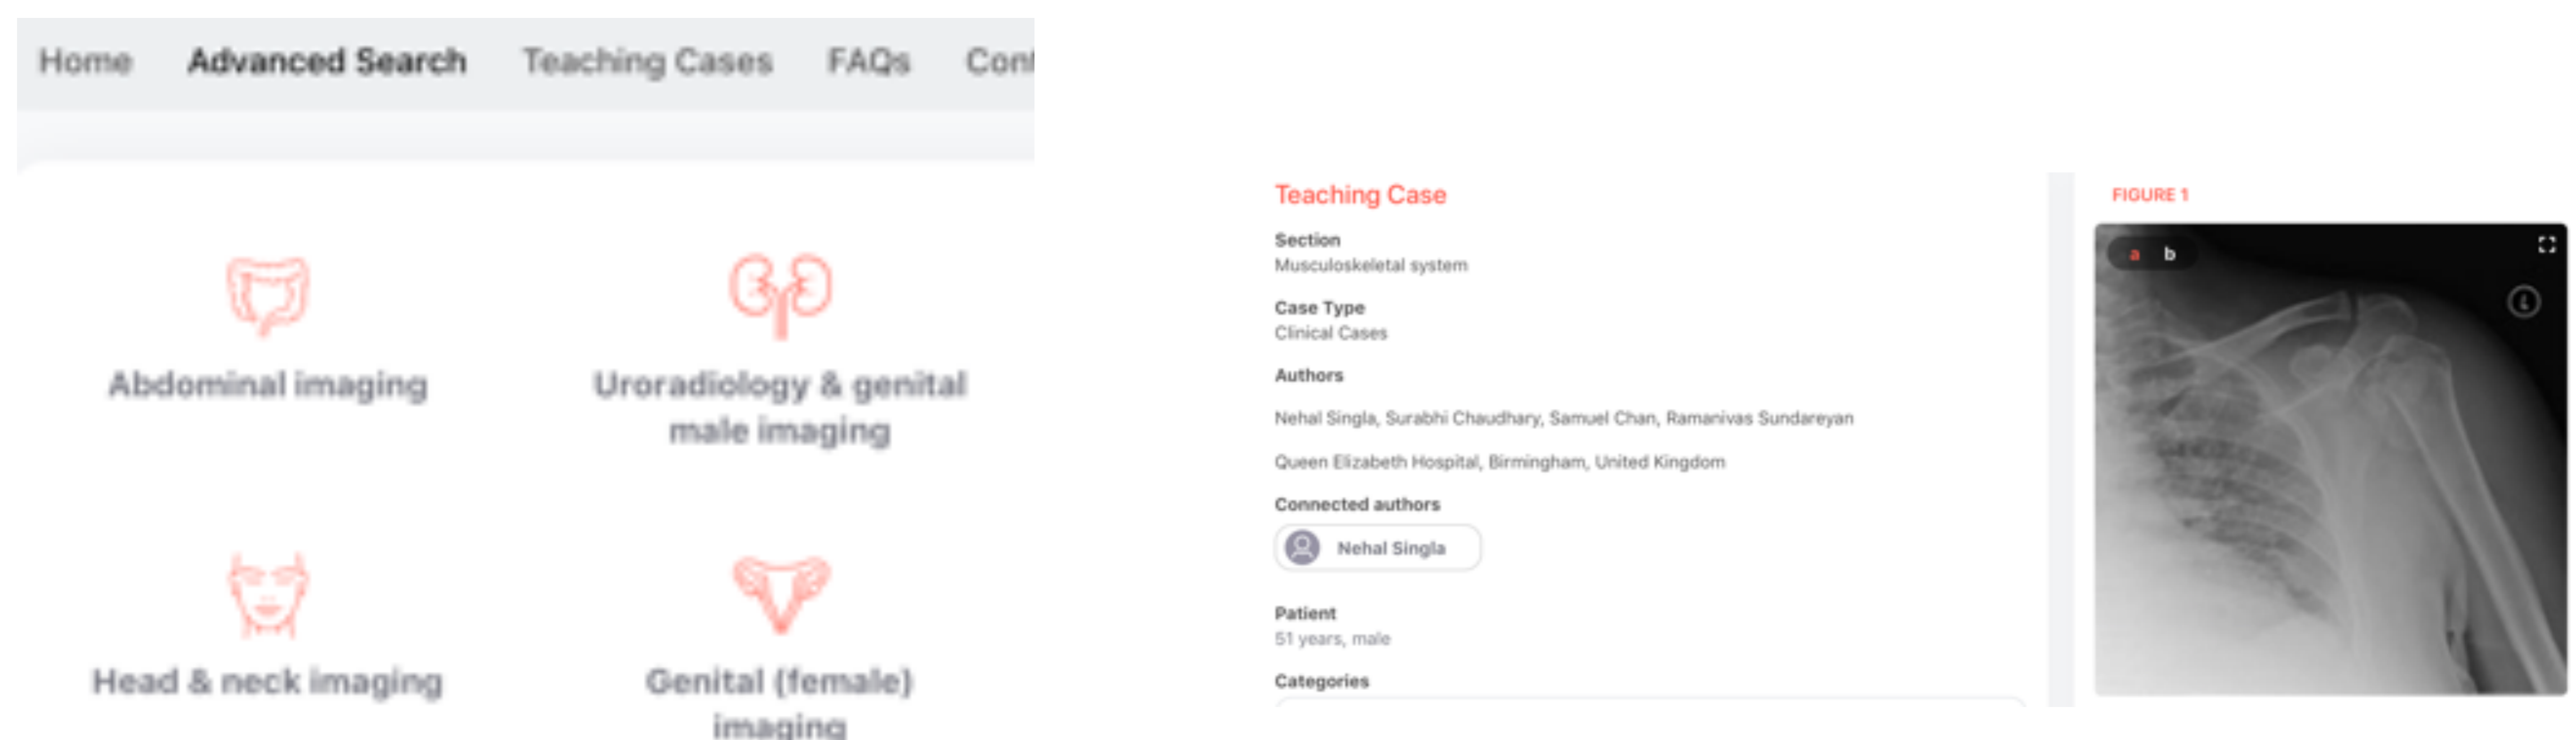 Home Advanced Search Teaching Cases FAQs
Abdominal imaging
Uroradiology & genital
male imaging
Head & neck imaging
Genital (female)
imaging
Teaching Case
Section
Musculoskeletal system
Case Type
Clinical Cases
Authors
Nehal Singla, Surabhi Chaudhary, Samuel Chan, Ramanivas Sundareyan
Queen Elizabeth Hospital, Birmingham, United Kingdom
Connected authors
Nehal Singla
Patient
51 years, male
Categories
FIGURE 1
a b
L